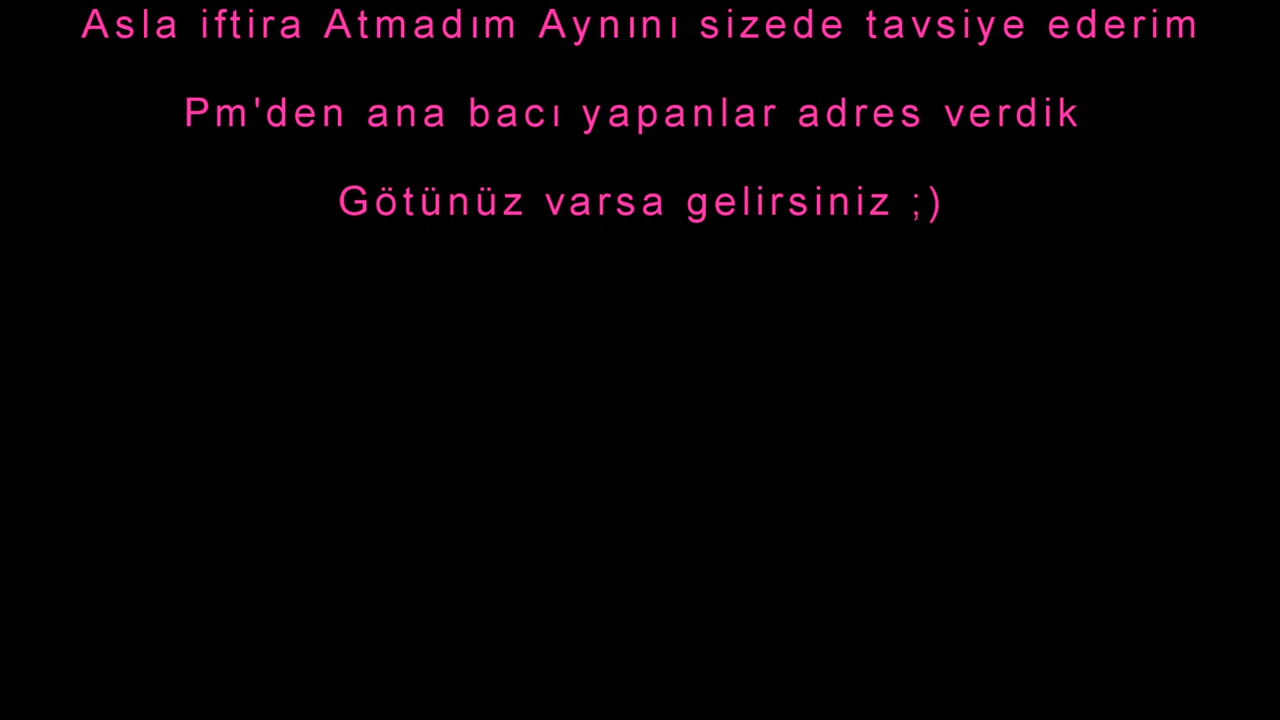 Asla iftira Atmadım Aynını sizede tavsiye ederim
Pm'den ana bacı yapanlar adres verdik
Götünüz varsa gelirsiniz ;)